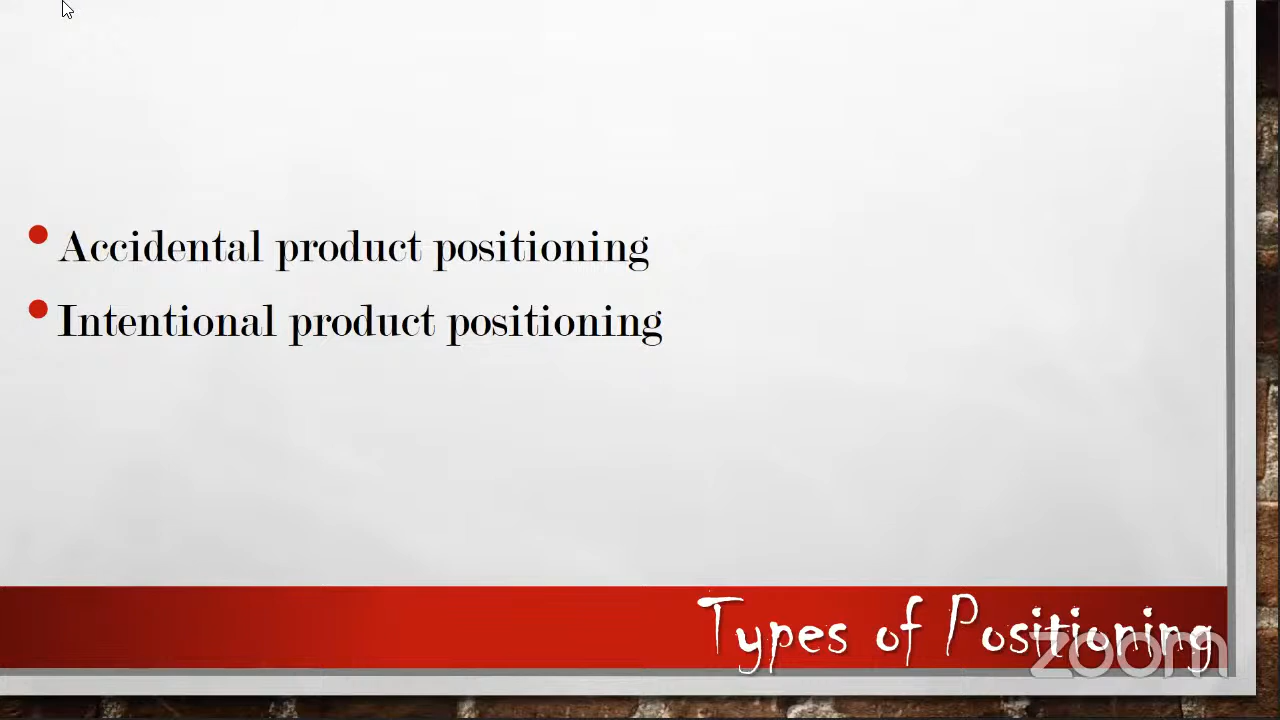 Accidental product positioning
Intentional product positioning
Types of Positioning
zoom